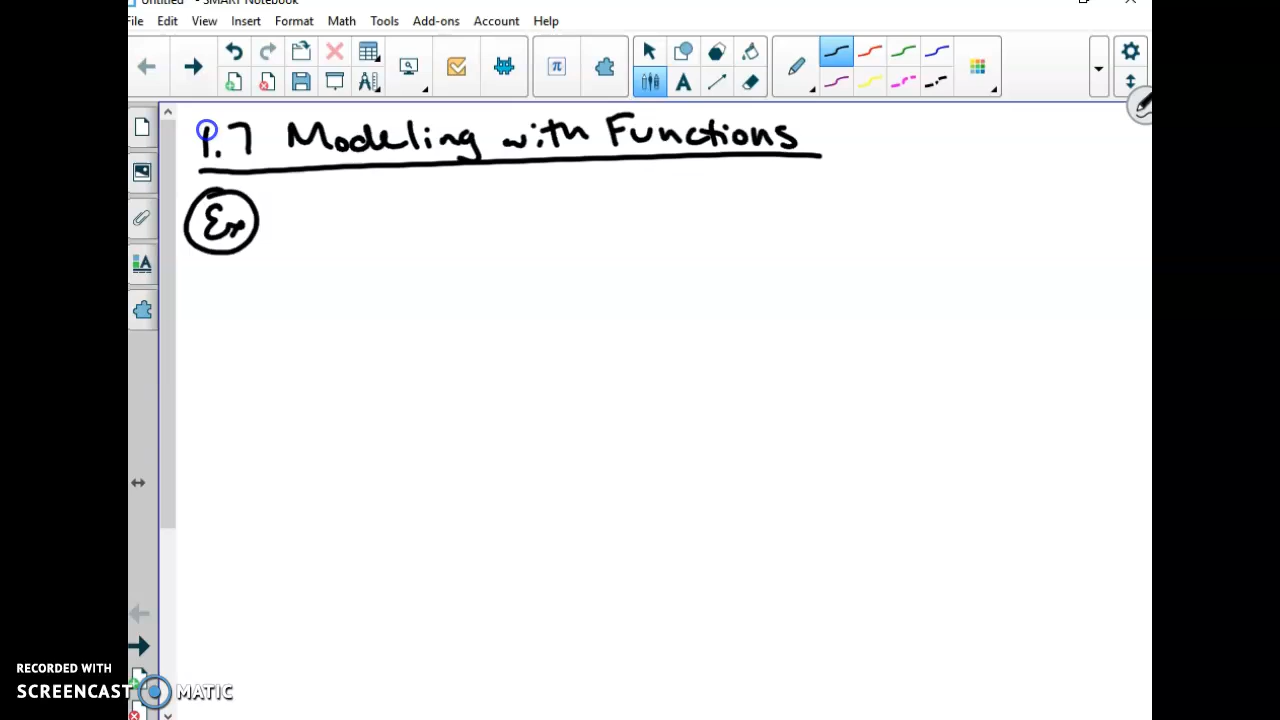 Untitled - SMART Notebook
File Edit View Insert Format Math Tools Add-ons Account Help
π
A
A
1.7 Modeling with Functions
Ex
RECORDED WITH
SCREENCAST MATIC